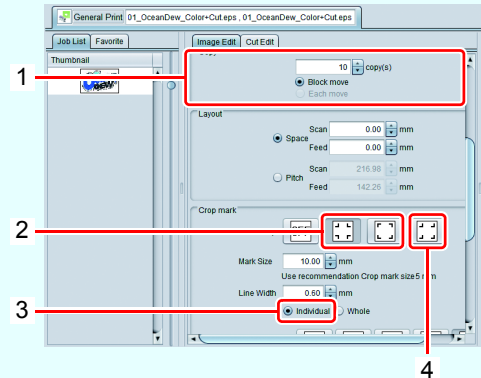 General Print 01_OceanDew_Color+Cut.eps , 01_OceanDew_Color+Cut.eps
Job List Favorite
Image Edit Cut Edit
Thumbnail
1
10 copy(s)
Block move
Each move
Layout
Scan 0.00 mm
Space
Feed 0.00 mm
Scan 216.98 mm
Pitch
Feed 142.26 mm
Crop mark
2
Mark Size 10.00 mm
Use recommendation Crop mark size 5 mm
Line Width 0.60 mm
3
Individual Whole
4